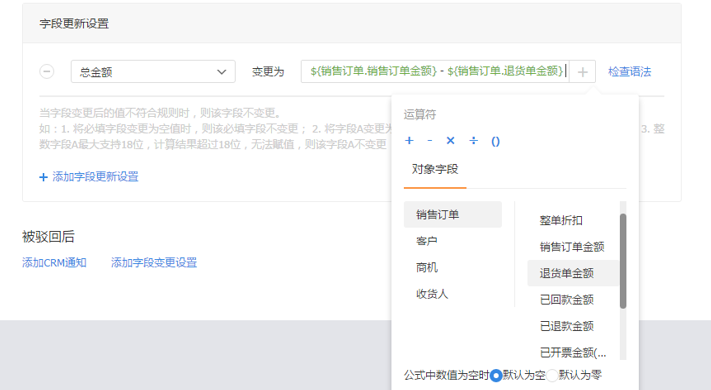 字段更新设置
总金额 变更为 ${销售订单.销售订单金额} - ${销售订单.退货单金额} + 检查语法
当字段变更后的值不符合规则时，则该字段不变更。
如：1. 将必填字段变更为空值时，则该必填字段不变更； 2. 将字段A变更为 3. 整
数字段A最大支持18位，计算结果超过18位，无法赋值，则该字段A不变更
+ 添加字段更新设置
运算符
+ - × ÷ ()
对象字段
销售订单
客户
商机
收货人
整单折扣
销售订单金额
退货单金额
已回款金额
已退款金额
已开票金额(...
公式中数值为空时 默认为空 默认为零
被驳回后
添加CRM通知 添加字段变更设置